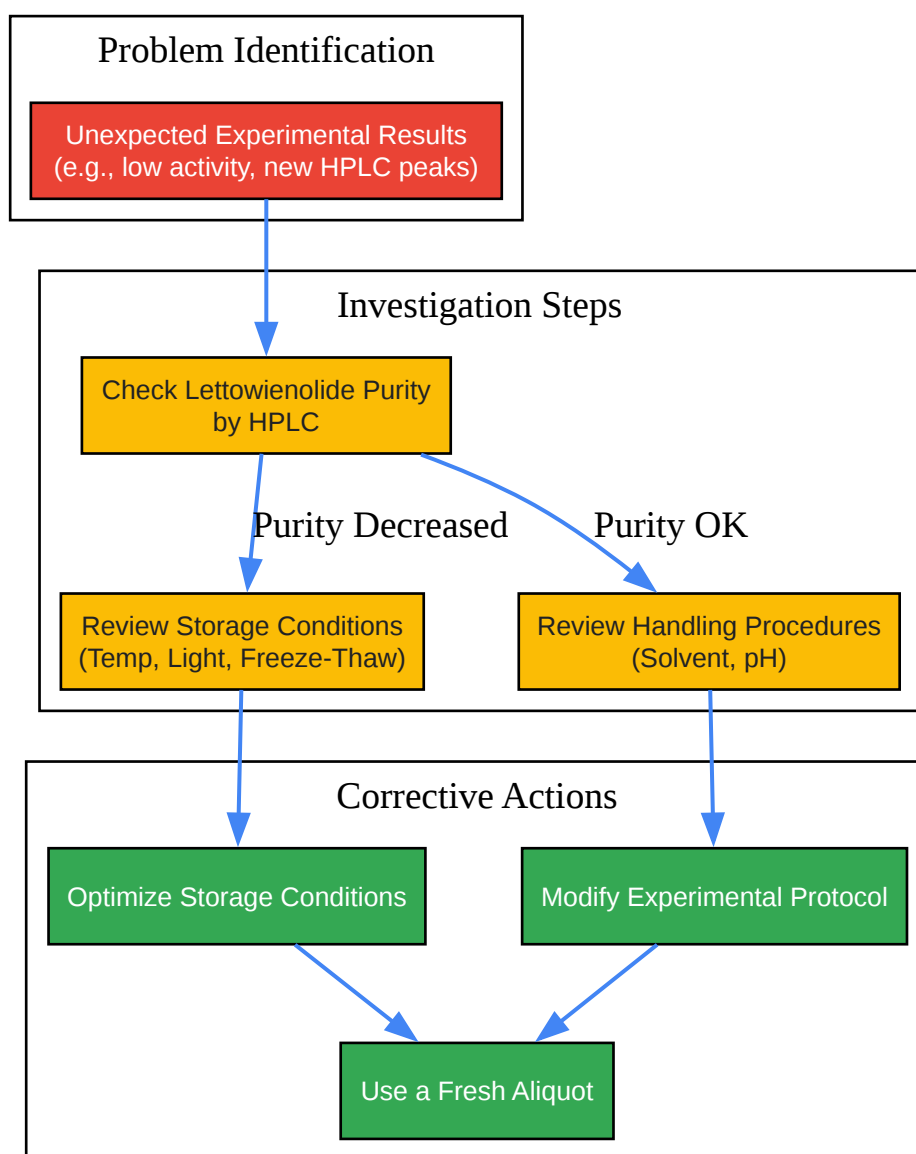 Problem Identification
Unexpected Experimental Results
(e.g., low activity, new HPLC peaks)
Investigation Steps
Check Lettowienolide Purity
by HPLC
Purity Decreased
Purity OK
Review Storage Conditions
(Temp, Light, Freeze-Thaw)
Review Handling Procedures
(Solvent, pH)
Corrective Actions
Optimize Storage Conditions
Modify Experimental Protocol
Use a Fresh Aliquot